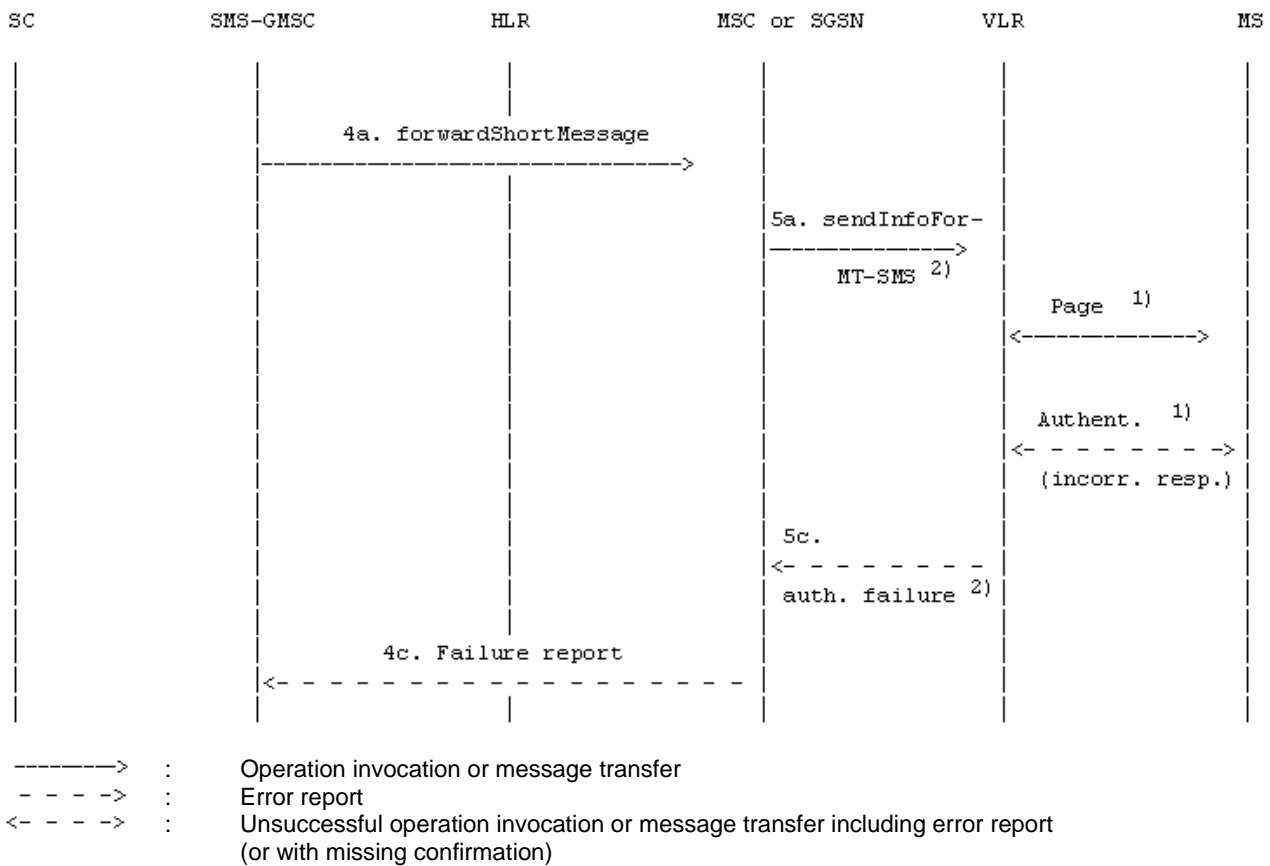 SC SMS-GMSC HLR MSC or SGSN VLR MS
4a. forwardShortMessage
5a. sendInfoFor-
MT-SMS 2)
Page 1)
Authent. 1)
(incorr. resp.)
5c.
auth. failure 2)
4c. Failure report
: Operation invocation or message transfer
: Error report
: Unsuccessful operation invocation or message transfer including error report
(or with missing confirmation)